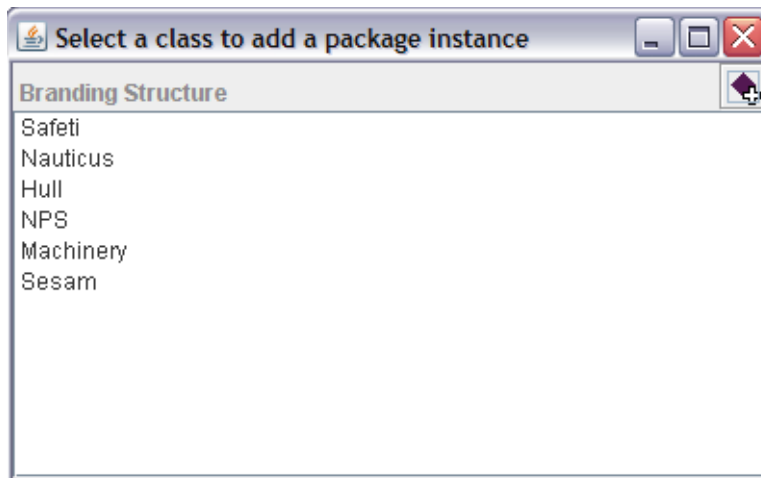 Select a class to add a package instance
Branding Structure
Safeti
Nauticus
Hull
NPS
Machinery
Sesam